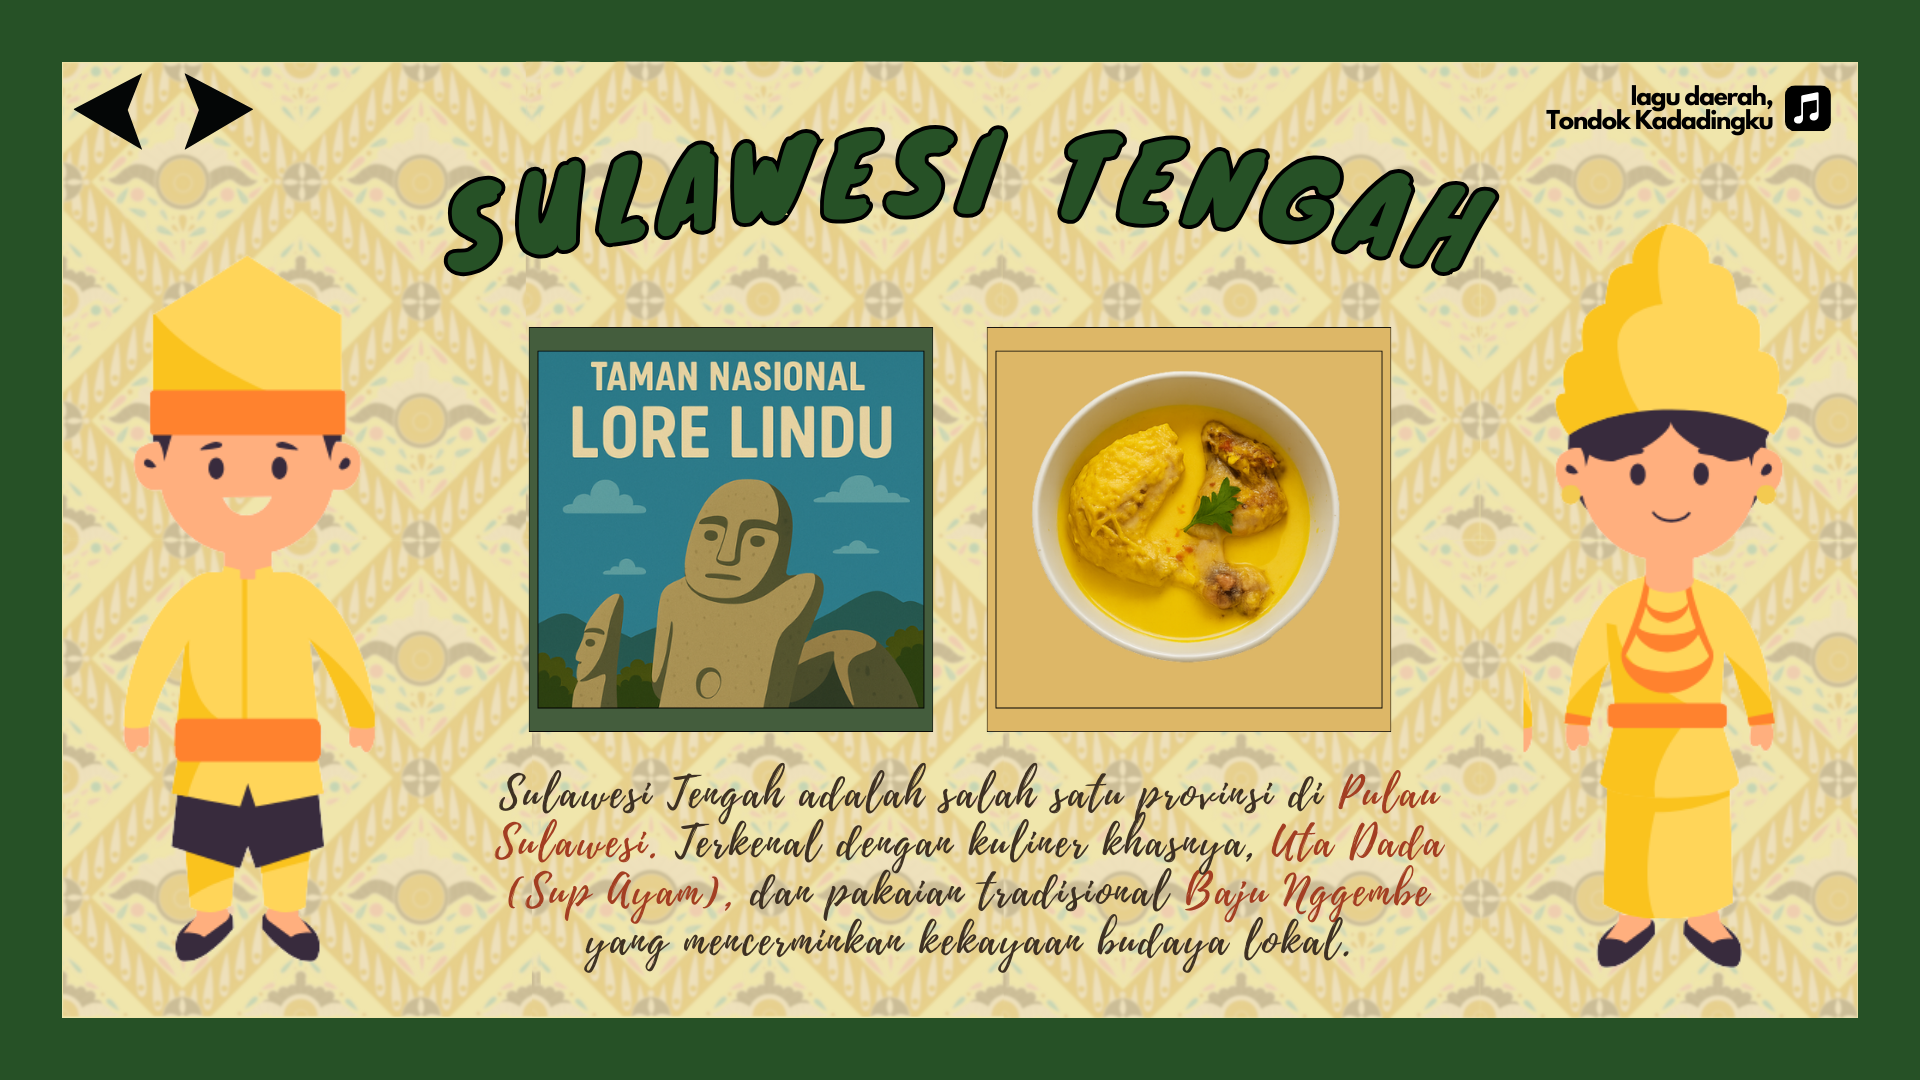 lagu daerah,
Tondok Kadadingku
SULAWESI TENGAH
TAMAN NASIONAL
LORE LINDU
Sulawesi Tengah adalah salah satu provinsi di Pulau
Sulawesi. Terkenal dengan kuliner khasnya, Uta Dada
(Sup Ayam), dan pakaian tradisional Baju Nggembe
yang mencerminkan kekayaan budaya lokal.